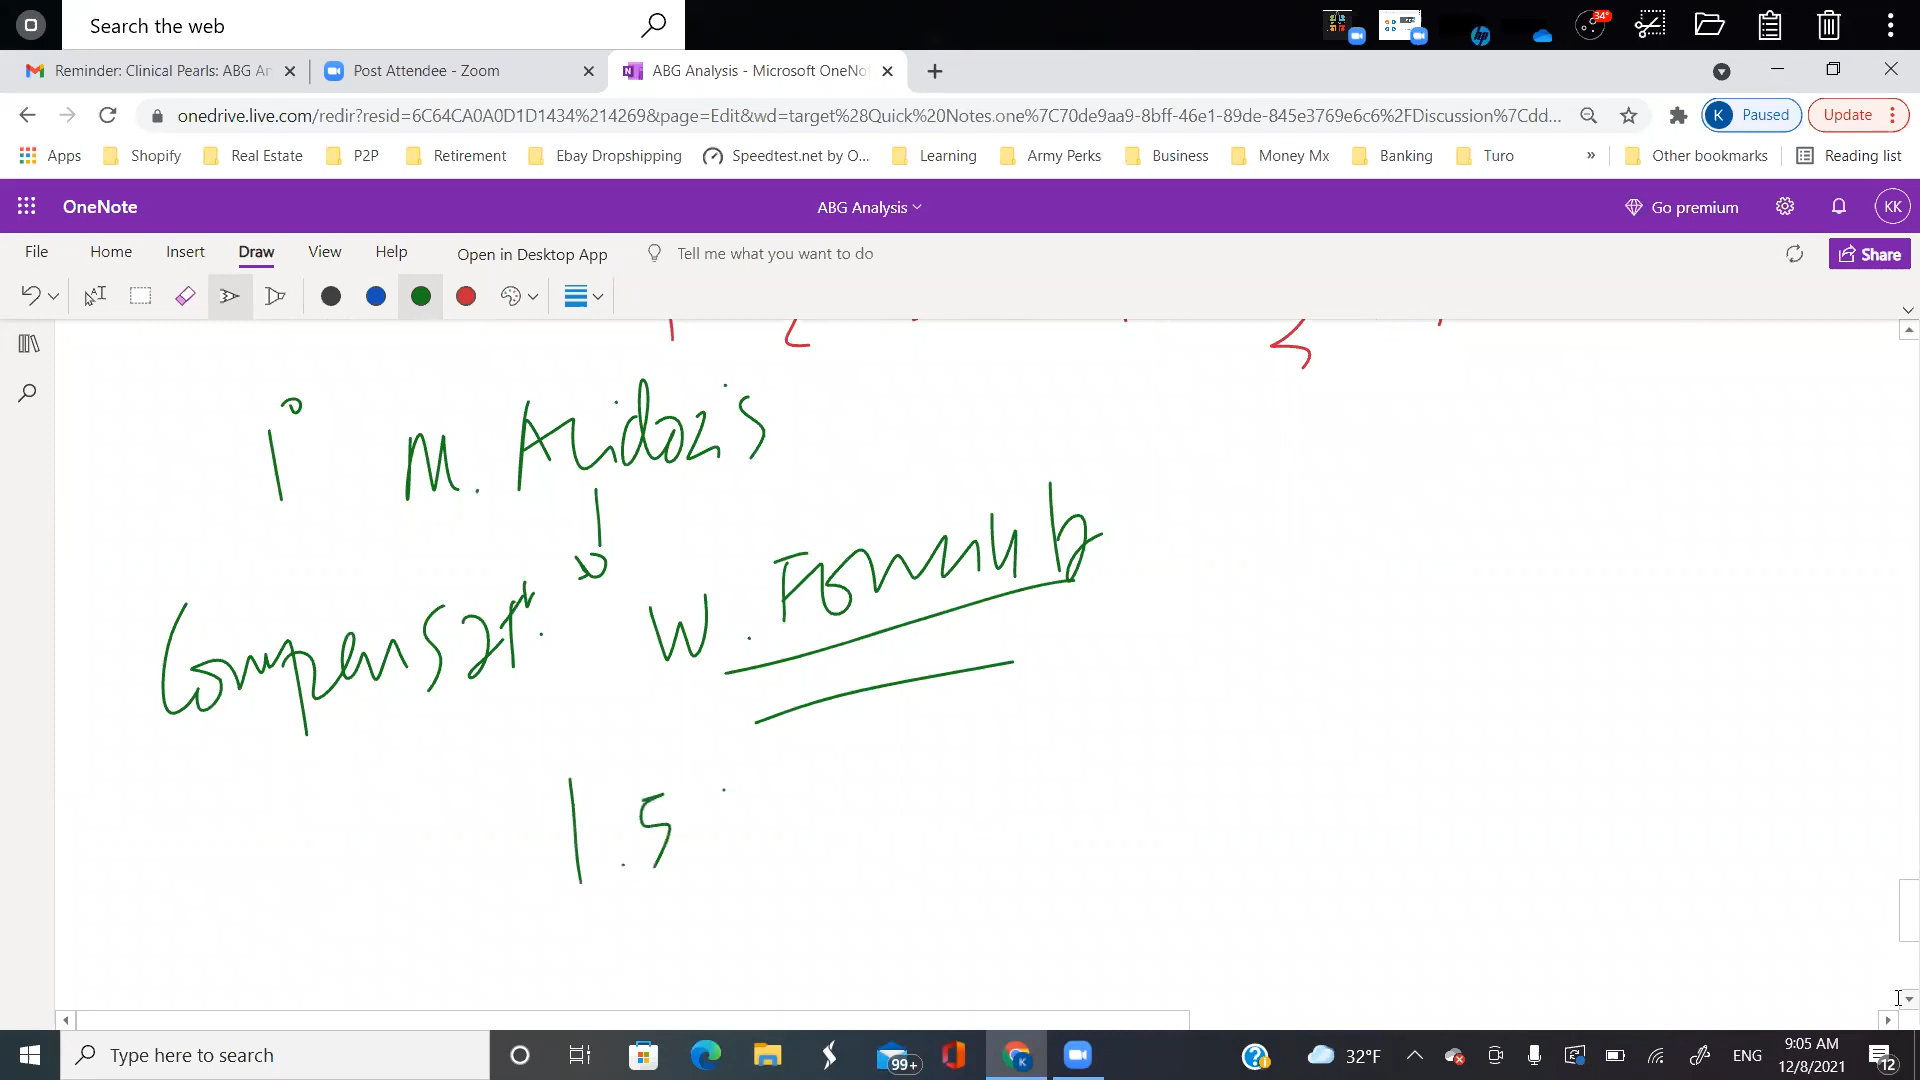 Search the web
34°
Reminder: Clinical Pearls: ABG Ar
Post Attendee - Zoom
ABG Analysis - Microsoft OneNo
onedrive.live.com/redir?resid=6C64CA0A0D1D1434%214269&page=Edit&wd=target%28Quick%20Notes.one%7C70de9aa9-8bff-46e1-89de-845e3769e6c6%2FDiscussion%7Cdd...
K Paused
Update
Apps Shopify Real Estate P2P Retirement Ebay Dropshipping Speedtest.net by O... Learning Army Perks Business Money Mx Banking Turo » Other bookmarks Reading list
OneNote
ABG Analysis
Go premium
KK
File Home Insert Draw View Help Open in Desktop App Tell me what you want to do
Share
1° M. Acidozis
Compensat. W. Formula
1.5
Type here to search
99+
32°F
ENG
9:05 AM
12/8/2021
12